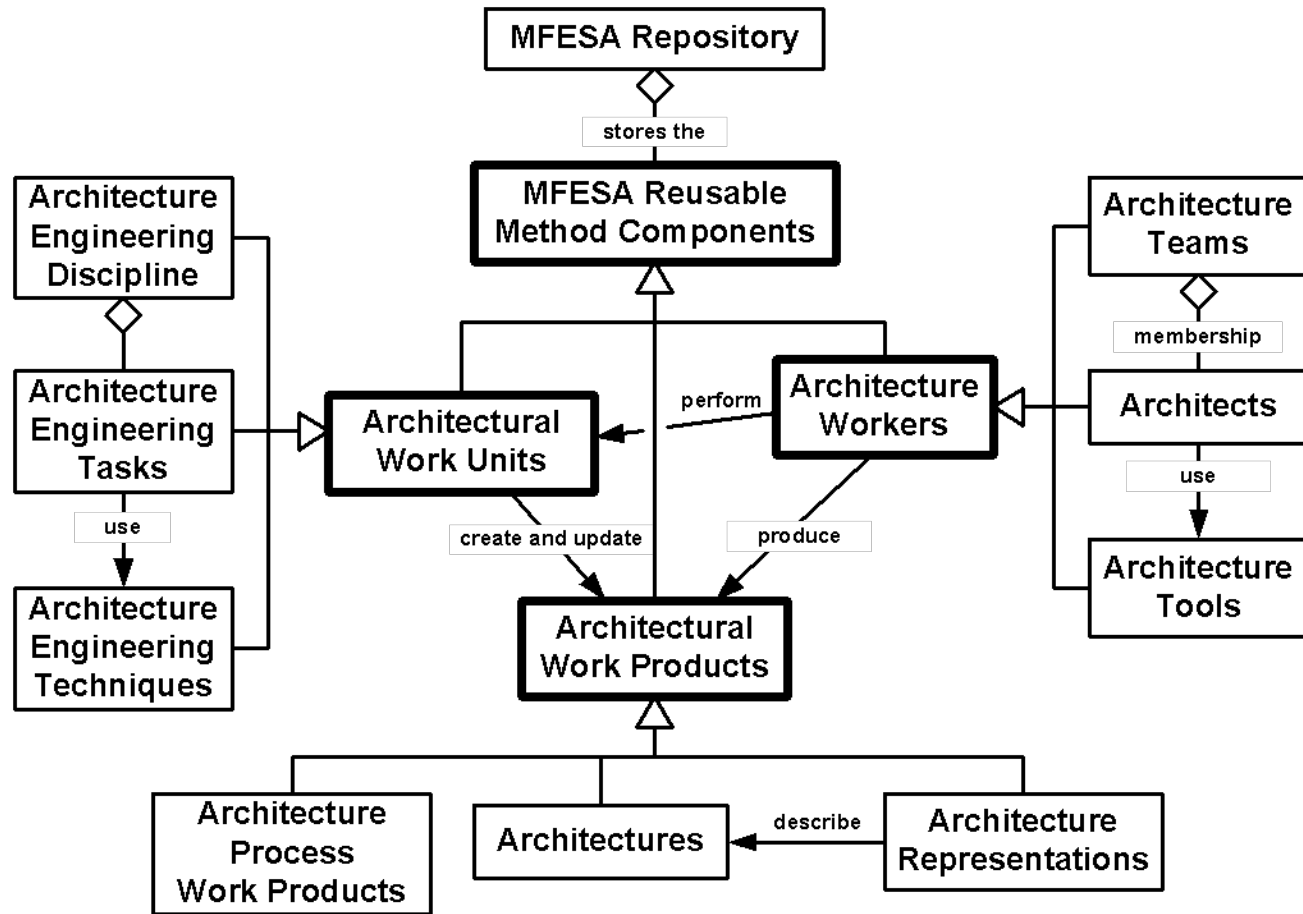 MFESA Repository
stores the
MFESA Reusable
Method Components
Architecture
Engineering
Discipline
Architecture
Teams
membership
Architecture
Engineering
Tasks
Architectural
Work Units
perform
Architecture
Workers
Architects
use
create and update
produce
use
Architecture
Engineering
Techniques
Architectural
Work Products
Architecture
Tools
Architecture
Process
Work Products
Architectures
describe
Architecture
Representations